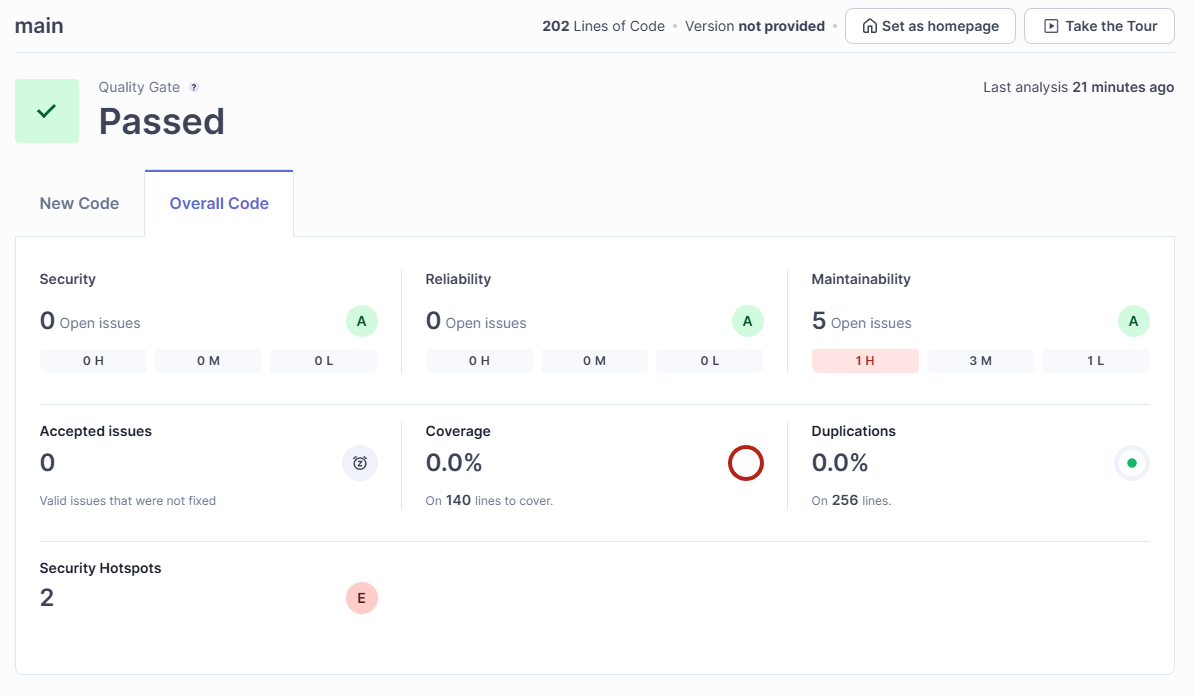 main
202 Lines of Code • Version not provided •
Set as homepage
Take the Tour
Quality Gate ?
Passed
Last analysis 21 minutes ago
New Code
Overall Code
Security
0 Open issues
A
0 H
0 M
0 L
Reliability
0 Open issues
A
0 H
0 M
0 L
Maintainability
5 Open issues
A
1 H
3 M
1 L
Accepted issues
0
Valid issues that were not fixed
Coverage
0.0%
On 140 lines to cover.
Duplications
0.0%
On 256 lines.
Security Hotspots
2
E